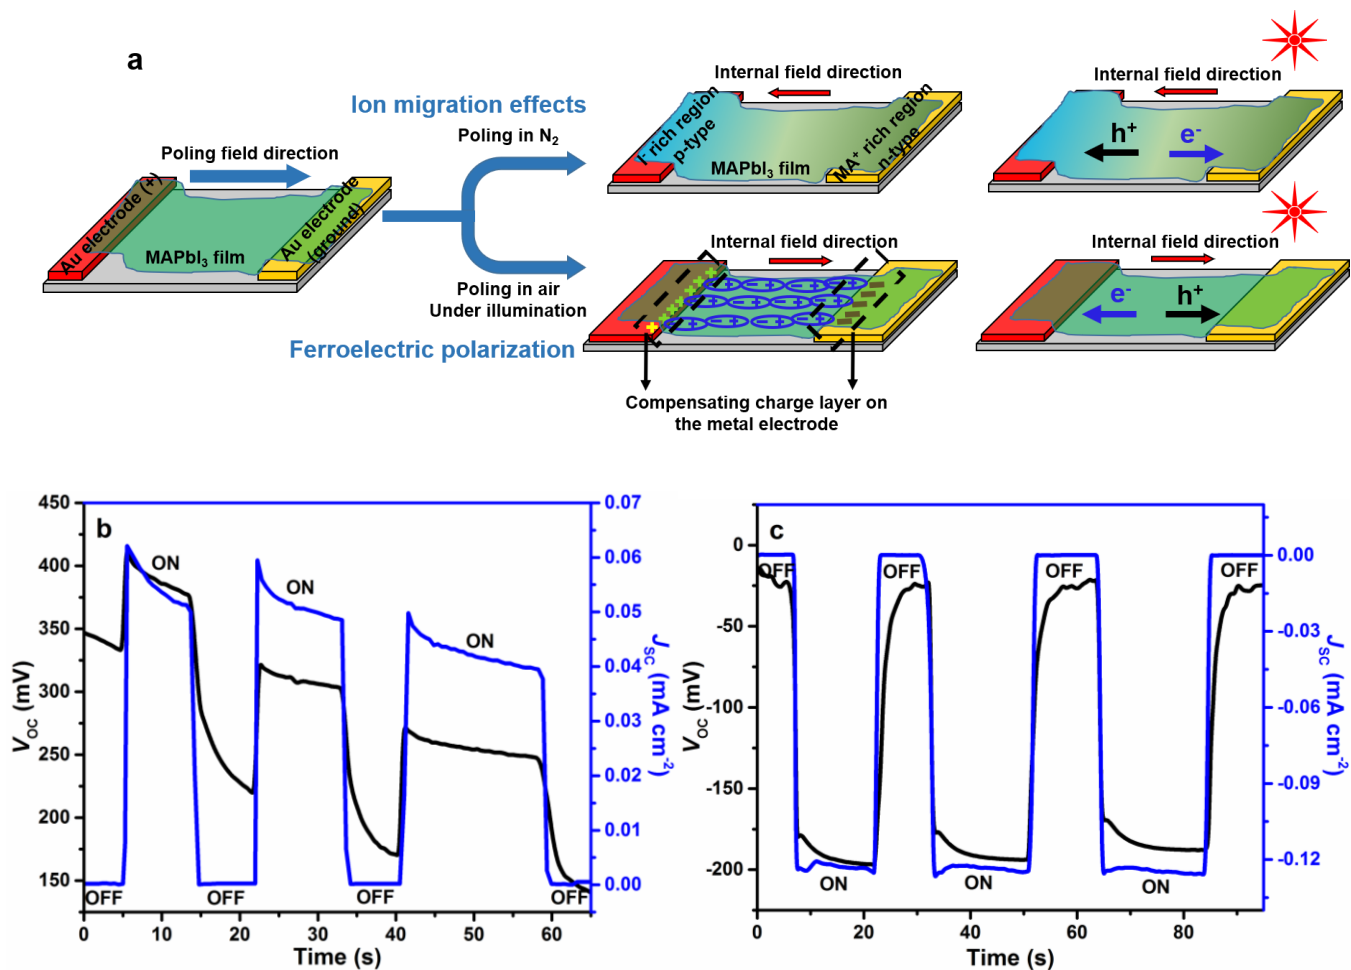 a
Ion migration effects
Poling in N₂
Poling field direction
Au electrode (+)
MAPbI₃ film
Au electrode
(ground)
Poling in air
Under illumination
Ferroelectric polarization
Internal field direction
I⁻ rich region
p-type
MAPbI₃ film
MA⁺ rich region
n-type
Internal field direction
h⁺
e⁻
Internal field direction
Compensating charge layer on
the metal electrode
Internal field direction
e⁻
h⁺
b
ON
ON
ON
OFF
OFF
OFF
OFF
450
400
350
300
250
200
150
V_OC (mV)
0.07
0.06
0.05
0.04
0.03
0.02
0.01
0.00
J_SC (mA cm⁻²)
0 10 20 30 40 50 60
Time (s)
c
OFF
OFF
OFF
OFF
ON
ON
ON
0
-50
-100
-150
-200
V_OC (mV)
0.00
-0.03
-0.06
-0.09
-0.12
J_SC (mA cm⁻²)
0 20 40 60 80
Time (s)